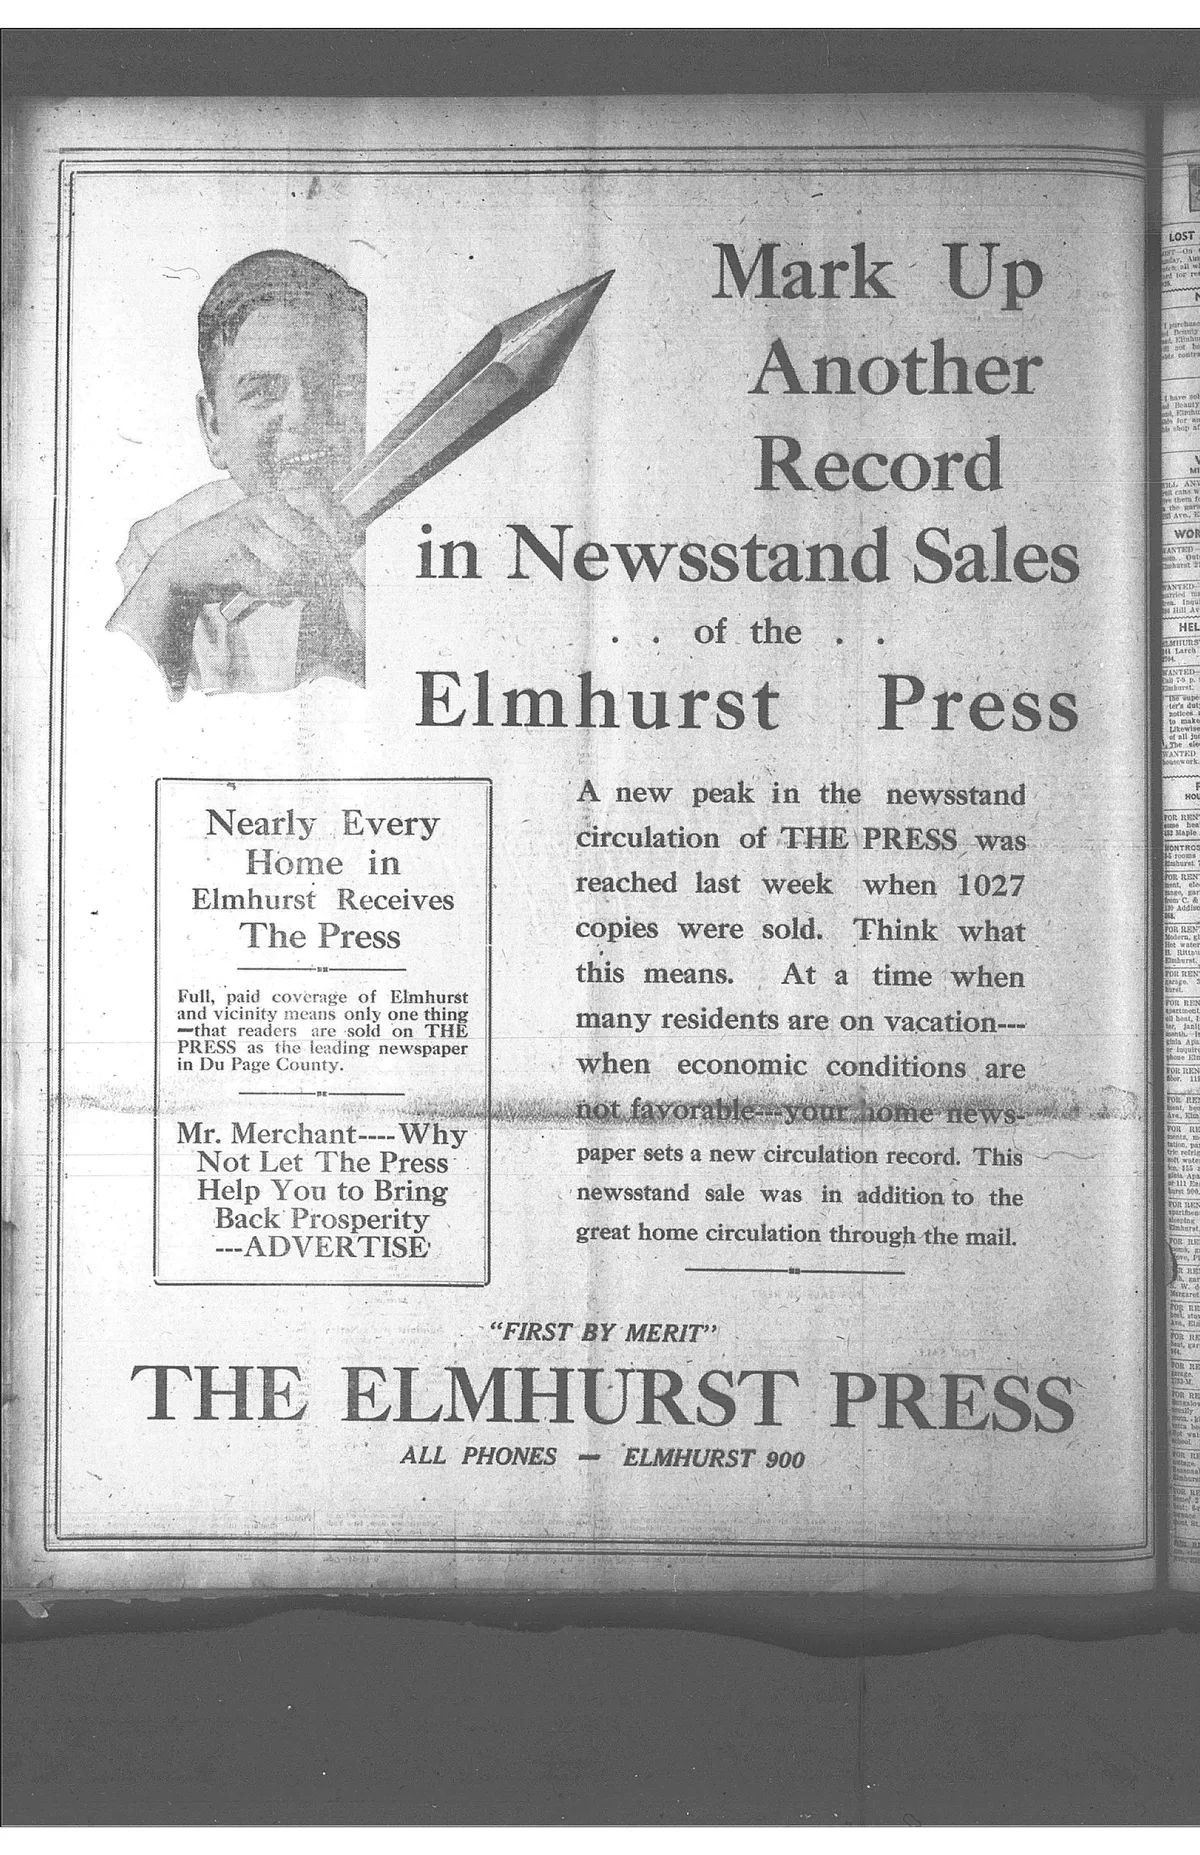 Mark Up
Another
Record
in Newsstand Sales
. . of the . .
Elmhurst Press
Nearly Every
Home in
Elmhurst Receives
The Press
Full, paid coverage of Elmhurst
and vicinity means only one thing
—that readers are sold on THE
PRESS as the leading newspaper
in Du Page County.
Mr. Merchant----Why
Not Let The Press
Help You to Bring
Back Prosperity
---ADVERTISE
A new peak in the newsstand
circulation of THE PRESS was
reached last week when 1027
copies were sold. Think what
this means. At a time when
many residents are on vacation---
when economic conditions are
not favorable---your home news-
paper sets a new circulation record. This
newsstand sale was in addition to the
great home circulation through the mail.
"FIRST BY MERIT"
THE ELMHURST PRESS
ALL PHONES — ELMHURST 900
LOST